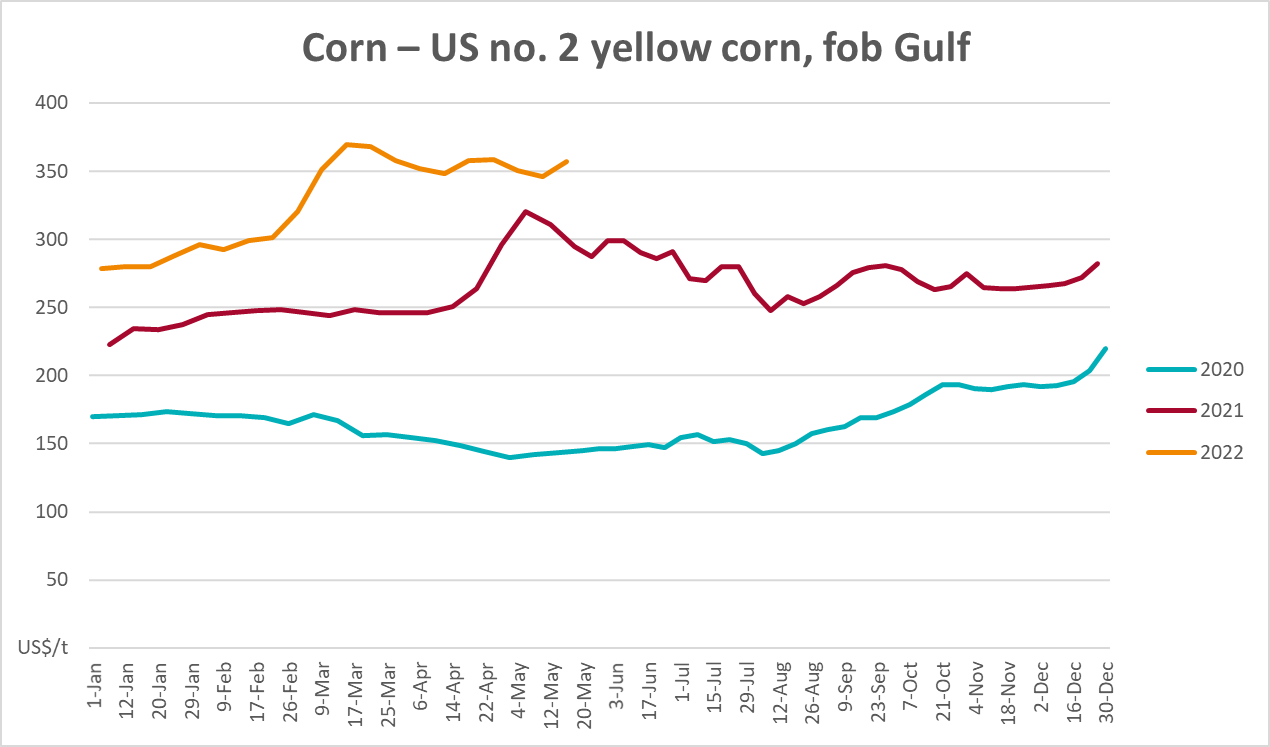 Corn – US no. 2 yellow corn, fob Gulf
400
350
300
250
200
150
100
50
US$/t
1-Jan
12-Jan
20-Jan
29-Jan
9-Feb
17-Feb
26-Feb
9-Mar
17-Mar
25-Mar
6-Apr
14-Apr
22-Apr
4-May
12-May
20-May
3-Jun
17-Jun
1-Jul
15-Jul
29-Jul
12-Aug
26-Aug
9-Sep
23-Sep
7-Oct
21-Oct
4-Nov
18-Nov
2-Dec
16-Dec
30-Dec
2020
2021
2022